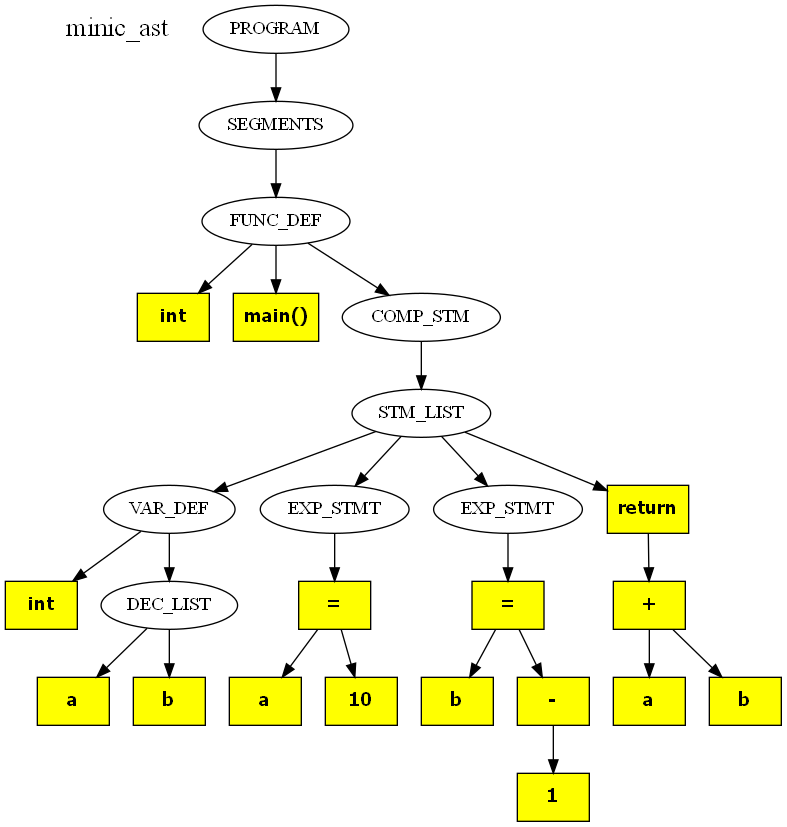 minic_ast
PROGRAM
SEGMENTS
FUNC_DEF
int
main()
COMP_STM
STM_LIST
VAR_DEF
EXP_STMT
EXP_STMT
return
int
DEC_LIST
=
=
+
a
b
a
10
b
-
a
b
1